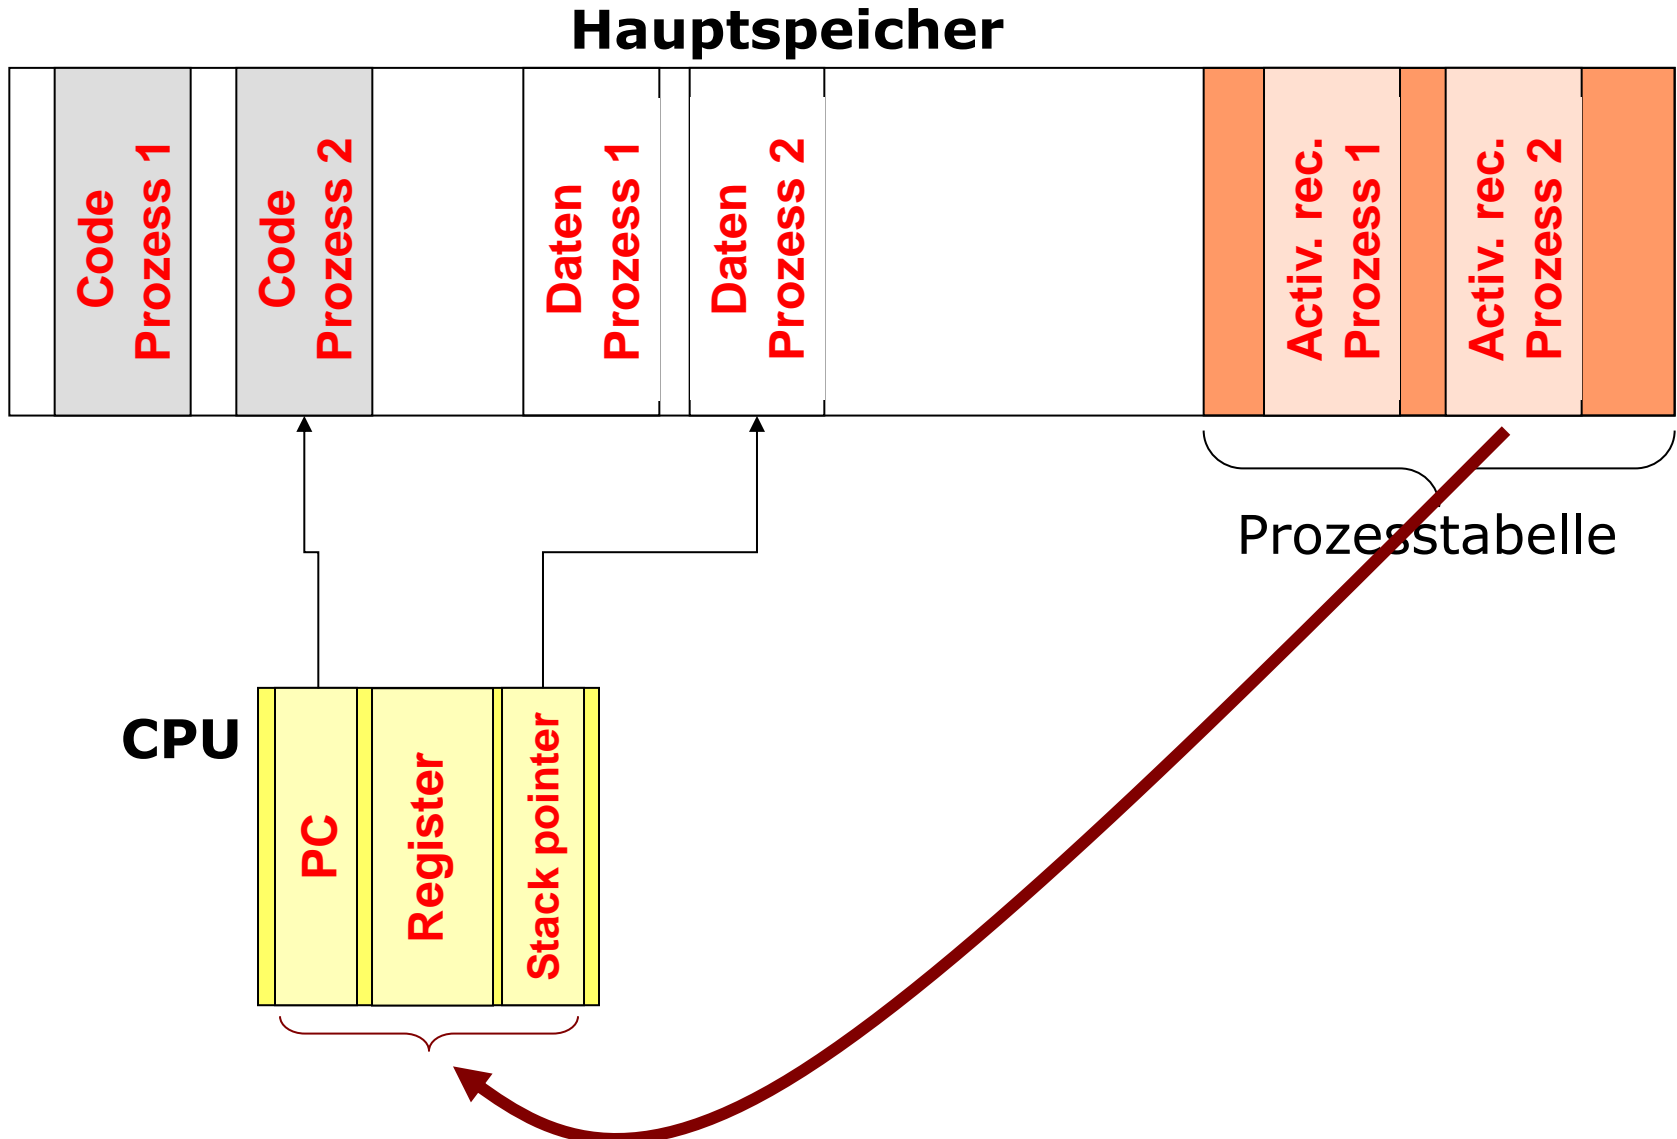 Hauptspeicher
Code
Prozess 1
Code
Prozess 2
Daten
Prozess 1
Daten
Prozess 2
Activ. rec.
Prozess 1
Activ. rec.
Prozess 2
Prozesstabelle
CPU
PC
Register
Stack pointer